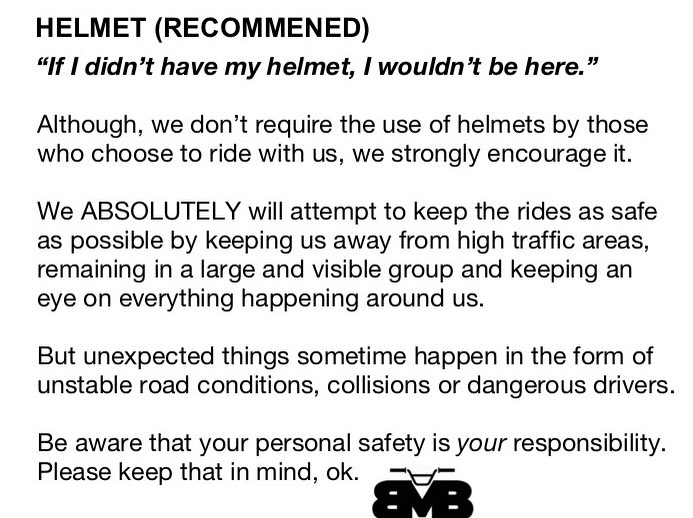 HELMET (RECOMMENED)
“If I didn’t have my helmet, I wouldn’t be here.”
Although, we don’t require the use of helmets by those
who choose to ride with us, we strongly encourage it.
We ABSOLUTELY will attempt to keep the rides as safe
as possible by keeping us away from high traffic areas,
remaining in a large and visible group and keeping an
eye on everything happening around us.
But unexpected things sometime happen in the form of
unstable road conditions, collisions or dangerous drivers.
Be aware that your personal safety is your responsibility.
Please keep that in mind, ok.
BMB